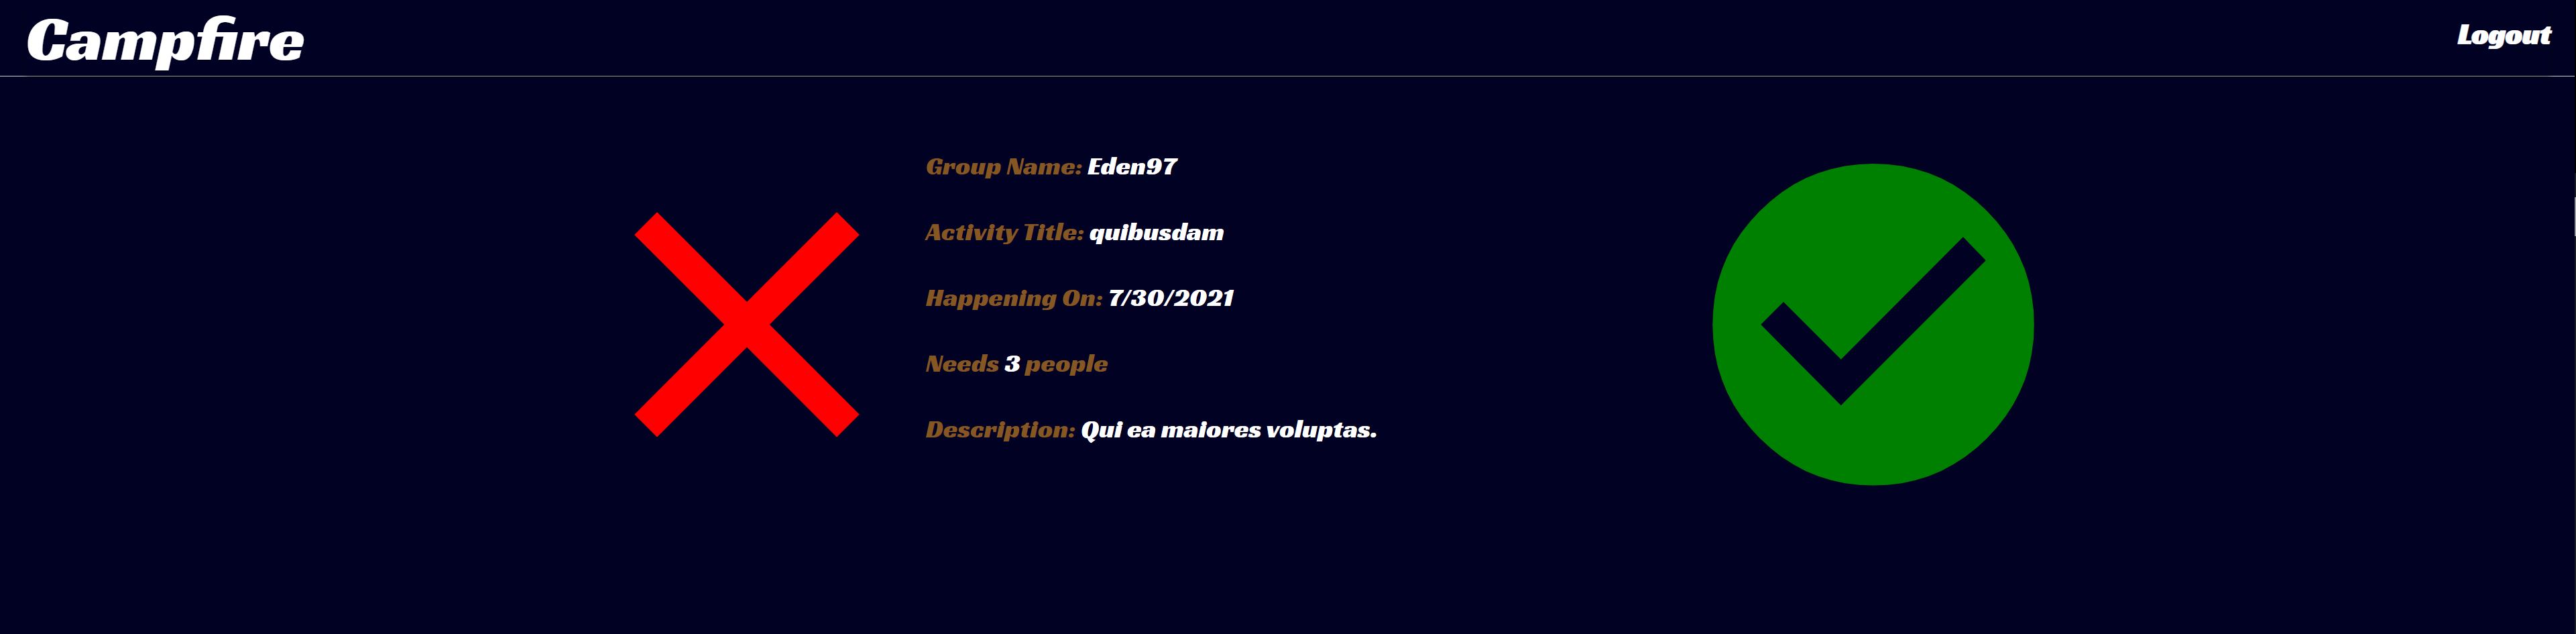 Campfire
Logout
Group Name: Eden97
Activity Title: quibusdam
Happening On: 7/30/2021
Needs 3 people
Description: Qui ea maiores voluptas.